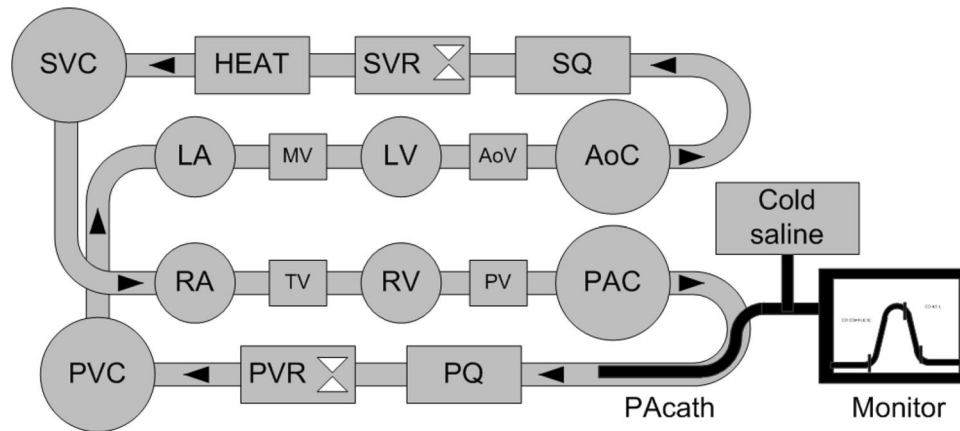 SVC
HEAT
SVR
SQ
LA
MV
LV
AoV
AoC
Cold
saline
RA
TV
RV
PV
PAC
PVC
PVR
PQ
PAcath
Monitor